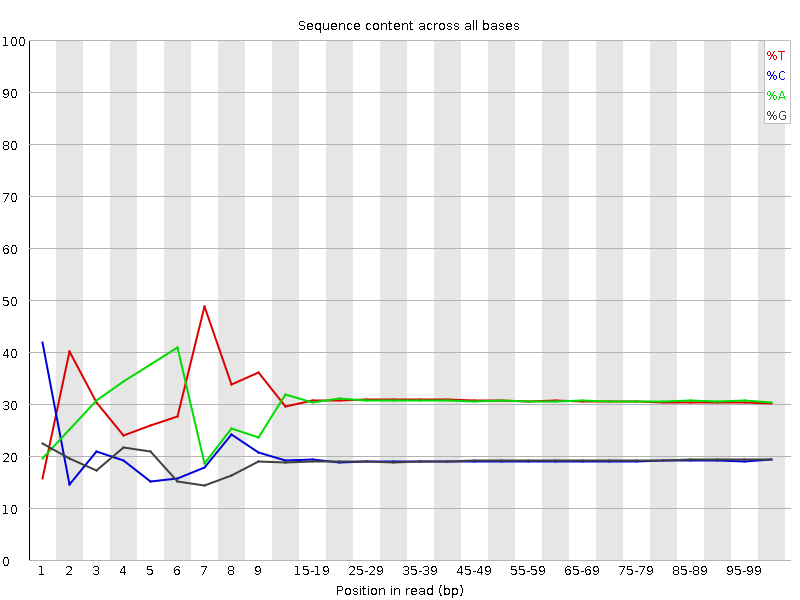 Sequence content across all bases
100
90
80
70
60
50
40
30
20
10
0
%T
%C
%A
%G
1 2 3 4 5 6 7 8 9 15-19 25-29 35-39 45-49 55-59 65-69 75-79 85-89 95-99
Position in read (bp)